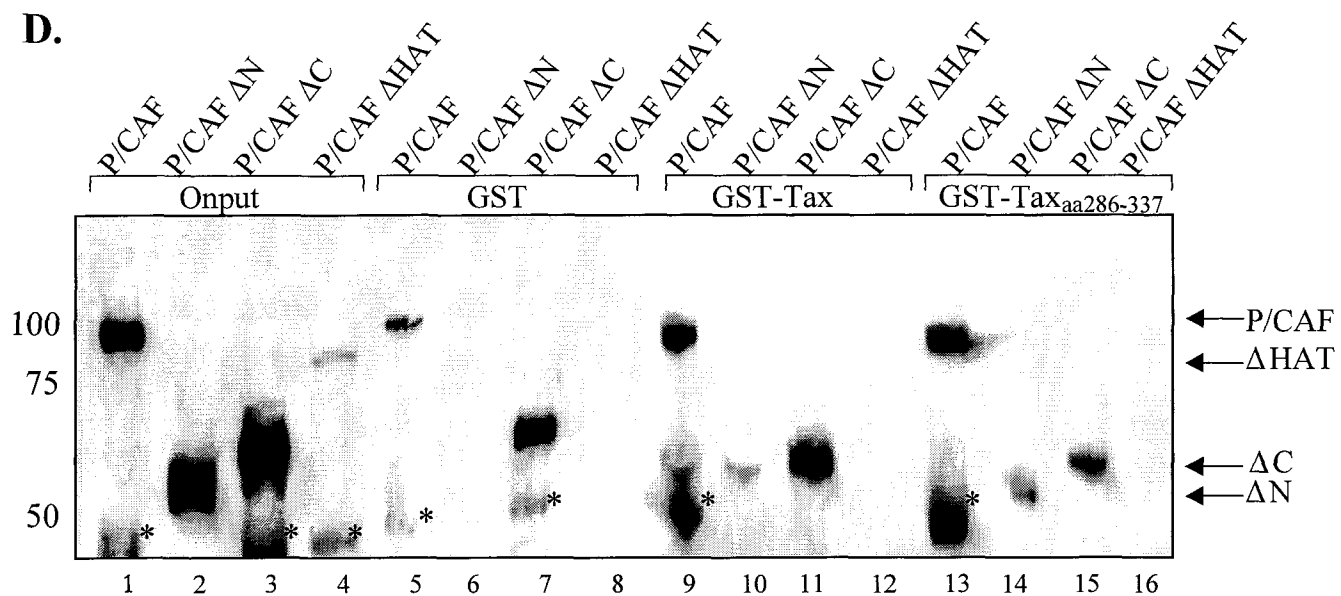 D.
P/CAF
P/CAF ΔN
P/CAF ΔC
P/CAF ΔHAT
P/CAF
P/CAF ΔN
P/CAF ΔC
P/CAF ΔHAT
P/CAF
P/CAF ΔN
P/CAF ΔC
P/CAF ΔHAT
P/CAF
P/CAF ΔN
P/CAF ΔC
P/CAF ΔHAT
Onput GST GST-Tax GST-Taxaa286-337
100
75
50
P/CAF
ΔHAT
ΔC
ΔN
* * * * * * *
1 2 3 4 5 6 7 8 9 10 11 12 13 14 15 16